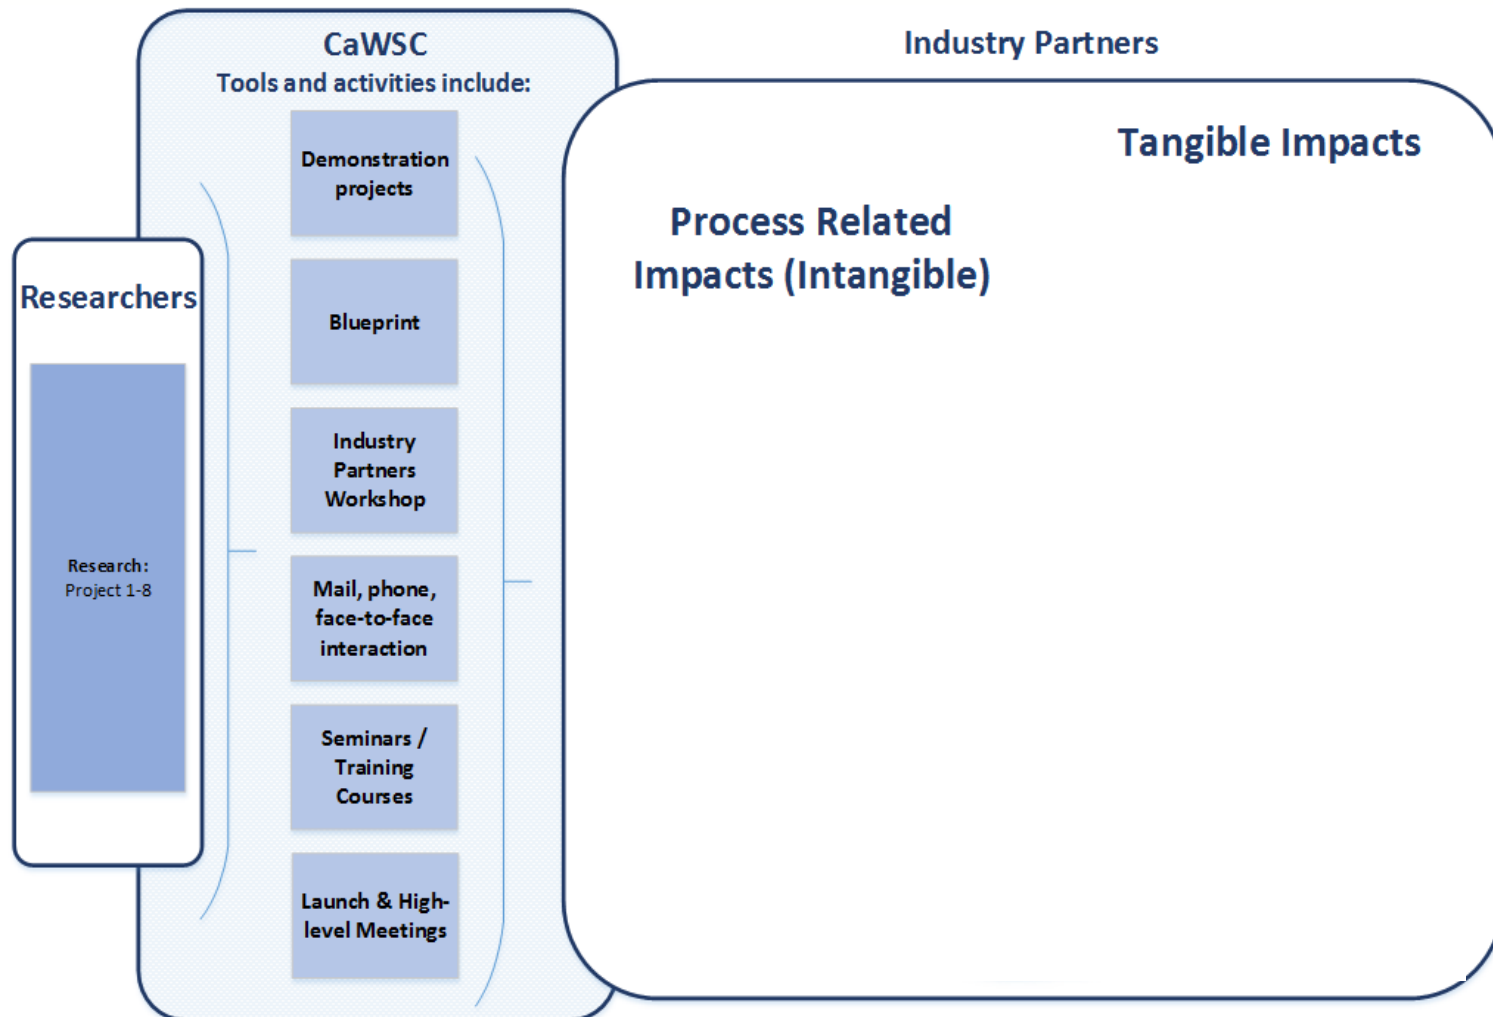 CaWSC
Tools and activities include:
Demonstration
projects
Blueprint
Industry
Partners
Workshop
Mail, phone,
face-to-face
interaction
Seminars /
Training
Courses
Launch & High-
level Meetings
Researchers
Research:
Project 1-8
Industry Partners
Tangible Impacts
Process Related
Impacts (Intangible)